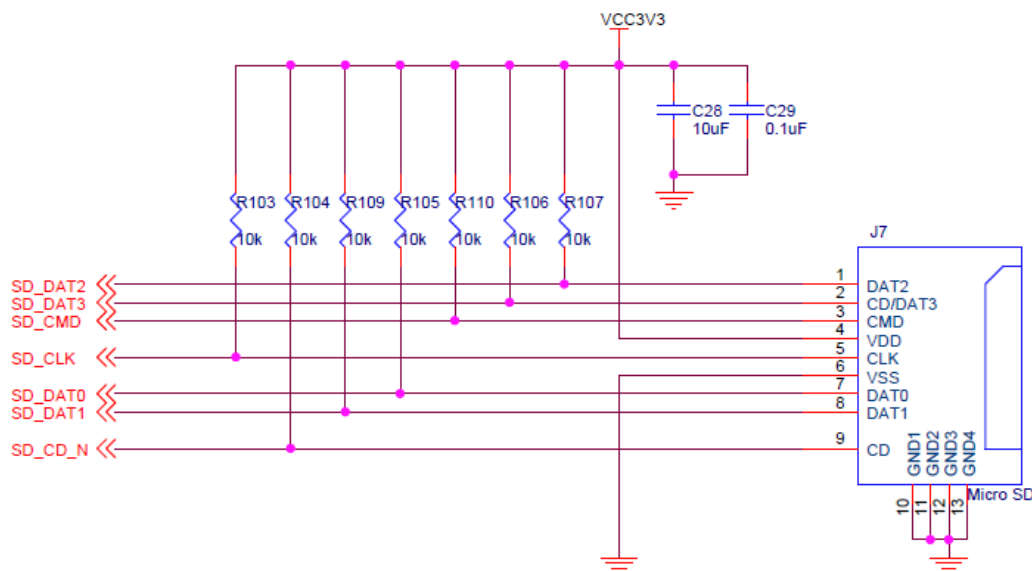 VCC3V3
C28
10uF
C29
0.1uF
R103
R104
R109
R105
R110
R106
R107
10k
10k
10k
10k
10k
10k
10k
J7
SD_DAT2
1
DAT2
SD_DAT3
2
CD/DAT3
SD_CMD
3
CMD
4
VDD
SD_CLK
5
CLK
6
VSS
SD_DAT0
7
DAT0
SD_DAT1
8
DAT1
SD_CD_N
9
CD
GND1
GND2
GND3
GND4
Micro SD
10
11
12
13